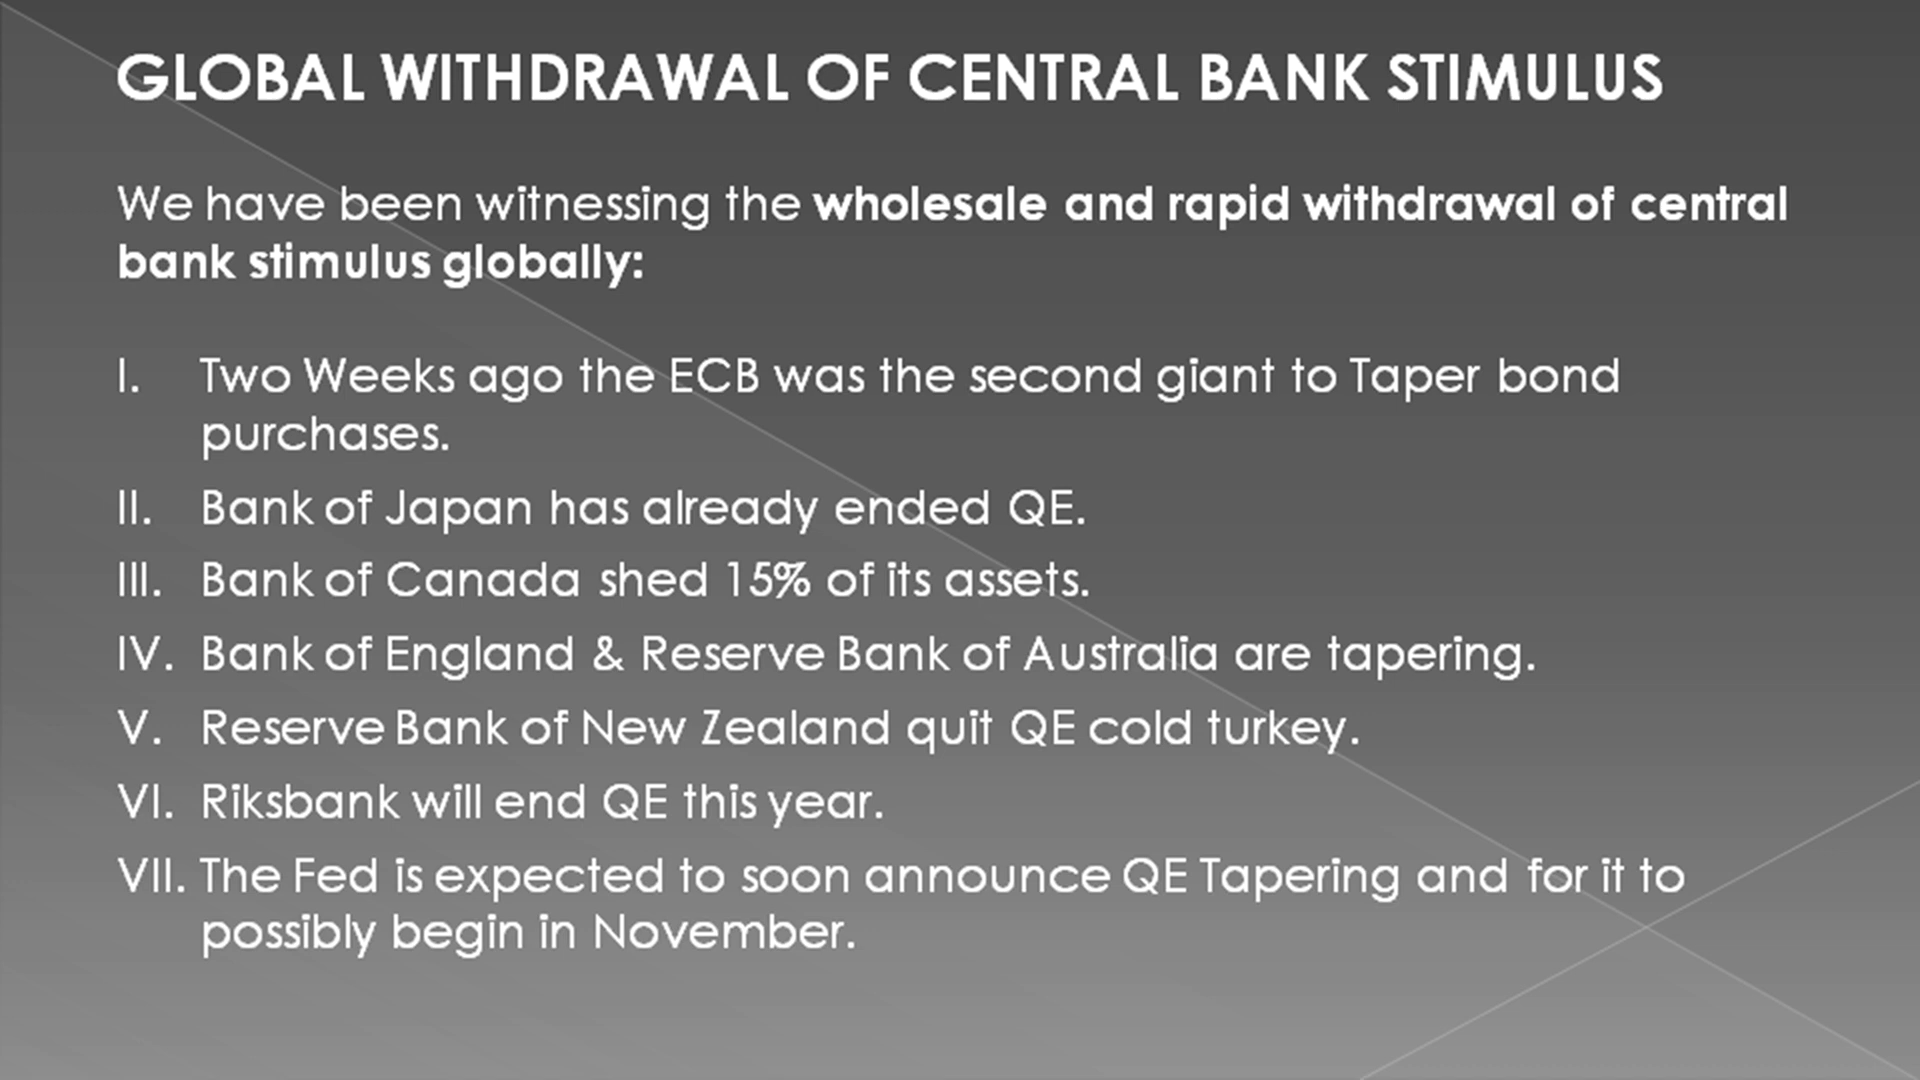 GLOBAL WITHDRAWAL OF CENTRAL BANK STIMULUS
We have been witnessing the wholesale and rapid withdrawal of central
bank stimulus globally:
I. Two Weeks ago the ECB was the second giant to Taper bond
purchases.
II. Bank of Japan has already ended QE.
III. Bank of Canada shed 15% of its assets.
IV. Bank of England & Reserve Bank of Australia are tapering.
V. Reserve Bank of New Zealand quit QE cold turkey.
VI. Riksbank will end QE this year.
VII. The Fed is expected to soon announce QE Tapering and for it to
possibly begin in November.